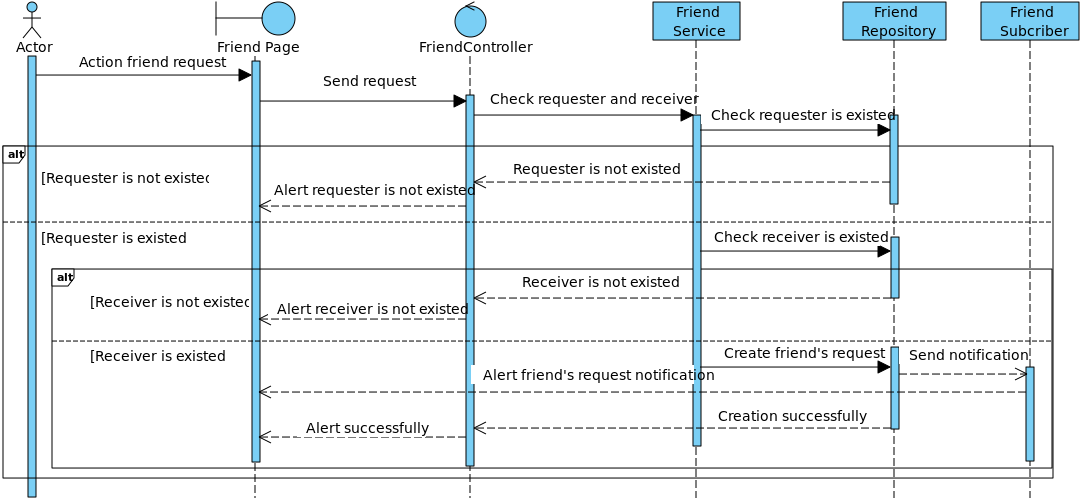 Friend
Service
Friend
Repository
Friend
Subcriber
Actor
Friend Page
FriendController
Action friend request
Send request
Check requester and receiver
Check requester is existed
alt
[Requester is not existed
Requester is not existed
Alert requester is not existed
[Requester is existed
Check receiver is existed
alt
[Receiver is not existed
Receiver is not existed
Alert receiver is not existed
[Receiver is existed
Create friend's request
Send notification
Alert friend's request notification
Creation successfully
Alert successfully